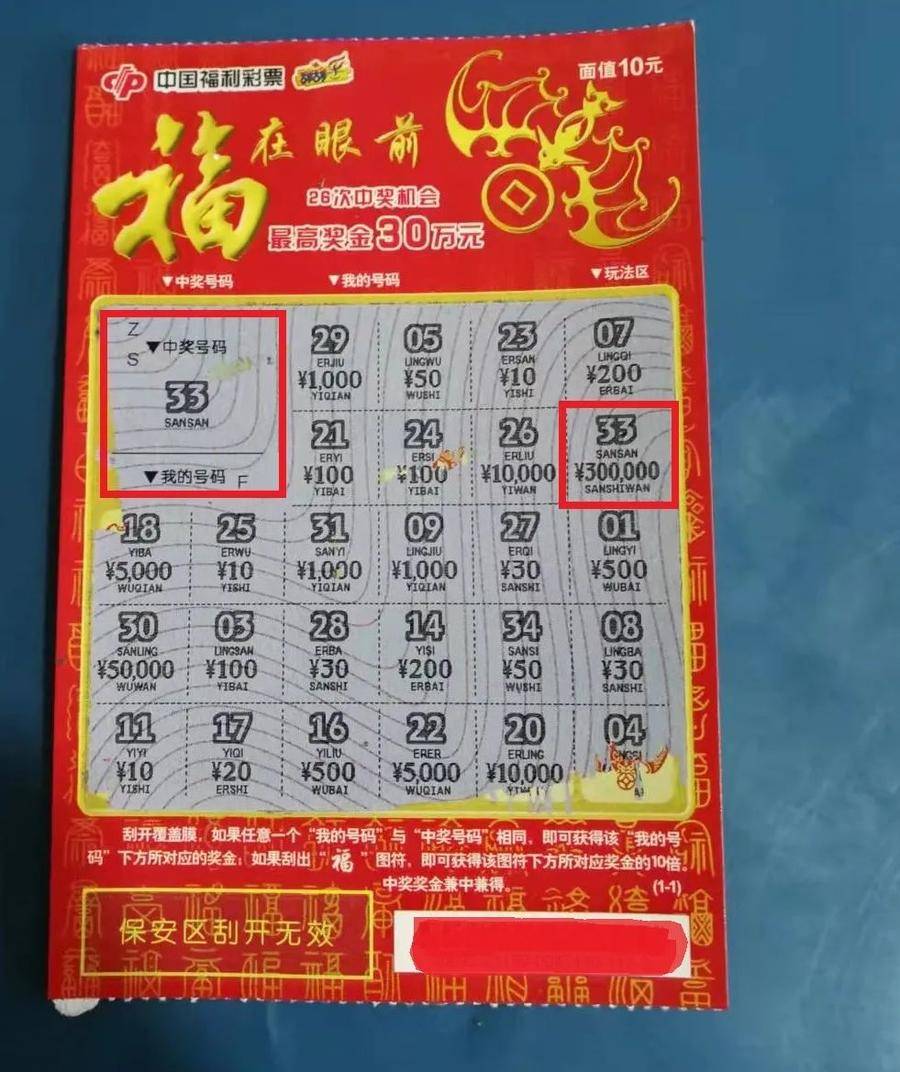 中国福利彩票 刮刮乐
面值10元
福在眼前
26次中奖机会
最高奖金30万元
▼中奖号码 ▼我的号码 ▼玩法区
Z
S
▼中奖号码
33
SANSAN
▼我的号码 F
29 05 23 07
ERJIU LINGWU ERSAN LINGQI
¥1,000 ¥50 ¥10 ¥200
YIQIAN WUSHI YISHI ERBAI
21 24 26 33
ERYI ERSI ERLIU SANSAN
¥100 ¥100 ¥10,000 ¥300,000
YIBAI YIBAI YIWAN SANSHIWAN
18 25 31 09 27 01
YIBA ERWU SANYI LINGJIU ERQI LINGYI
¥5,000 ¥10 ¥1,000 ¥1,000 ¥30 ¥500
WUQIAN YISHI YIQIAN YIQIAN SANSHI WUBAI
30 03 28 14 34 08
SANLING LINGSAN ERBA YISI SANSI LINGBA
¥50,000 ¥100 ¥30 ¥200 ¥50 ¥30
WUWAN YIBAI SANSHI ERBAI WUSHI SANSHI
11 17 16 22 20 04
YIYI YIQI YILIU ERER ERLING
¥10 ¥20 ¥500 ¥5,000 ¥10,000
YISHI ERSHI WUBAI WUQIAN
刮开覆盖膜，如果任意一个“我的号码”与“中奖号码”相同，即可获得该“我的号
码”下方所对应的奖金；如果刮出“福”图符，即可获得该图符下方所对应奖金的10倍。
中奖奖金兼中兼得。 (1-1)
保安区刮开无效